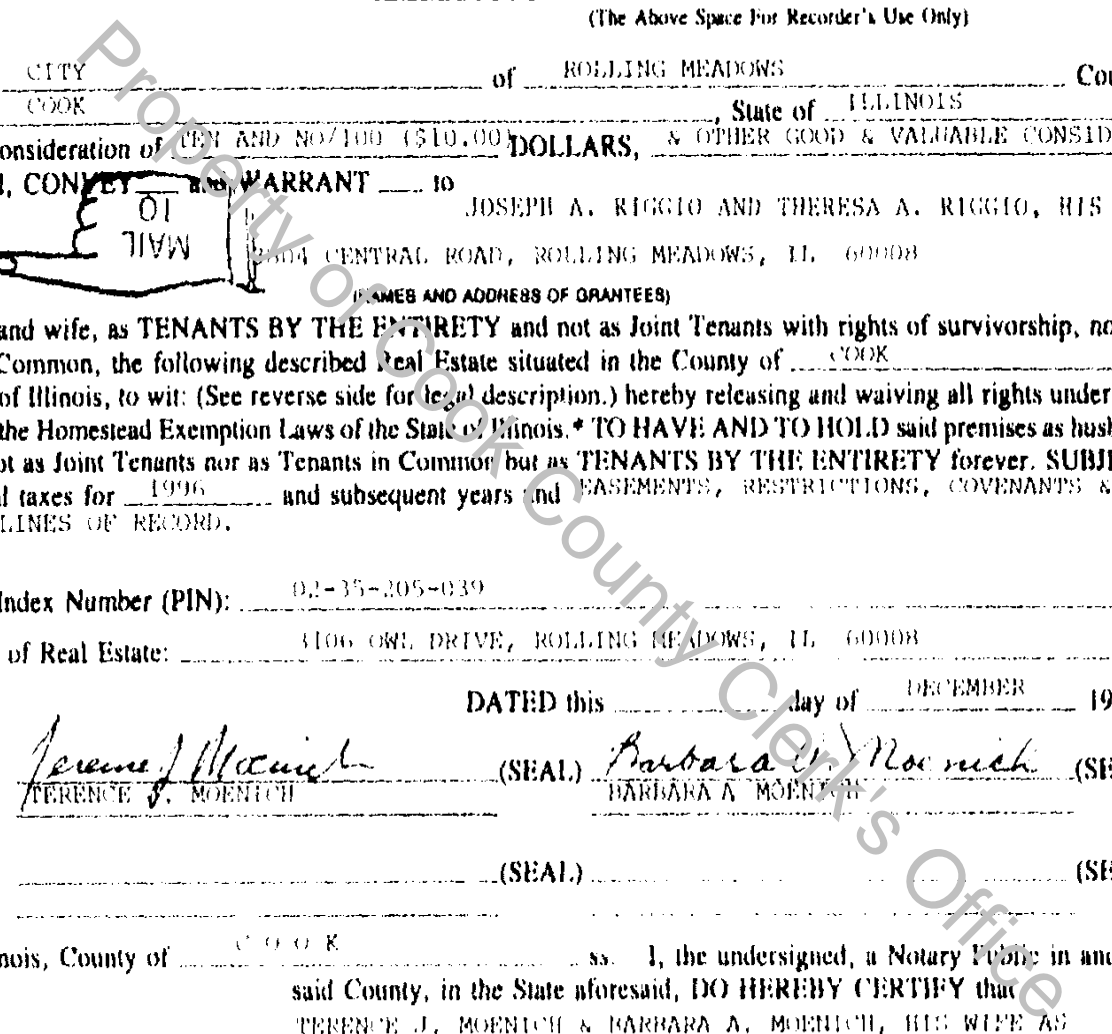 (The Above Space For Recorder's Use Only)
CITY of ROLLING MEADOWS Cou
COOK , State of ILLINOIS
onsideration of TEN AND NO/100 ($10.00) DOLLARS, & OTHER GOOD & VALUABLE CONSID
, CONVEY and WARRANT to
JOSEPH A. RIGGIO AND THERESA A. RIGGIO, HIS
MAIL
TO
CENTRAL ROAD, ROLLING MEADOWS, IL 60008
(NAMES AND ADDRESS OF GRANTEES)
and wife, as TENANTS BY THE ENTIRETY and not as Joint Tenants with rights of survivorship, no
Common, the following described Real Estate situated in the County of COOK
of Illinois, to wit: (See reverse side for legal description.) hereby releasing and waiving all rights under
the Homestead Exemption Laws of the State of Illinois.* TO HAVE AND TO HOLD said premises as husb
ot as Joint Tenants nor as Tenants in Common but as TENANTS BY THE ENTIRETY forever. SUBJE
l taxes for 1996 and subsequent years and EASEMENTS, RESTRICTIONS, COVENANTS &
LINES OF RECORD.
Index Number (PIN): 02-35-205-039
of Real Estate: 3106 OWL DRIVE, ROLLING MEADOWS, IL 60008
DATED this day of DECEMBER 19
Terence J Moenich (SEAL) Barbara A. Moenich (SE
TERENCE J. MOENICH BARBARA A MOENICH
(SEAL) (SE
nois, County of COOK ss. I, the undersigned, a Notary Public in and
said County, in the State aforesaid, DO HEREBY CERTIFY that
TERENCE J. MOENICH & BARBARA A. MOENICH, HIS WIFE AS
Property of Cook County Clerk's Office